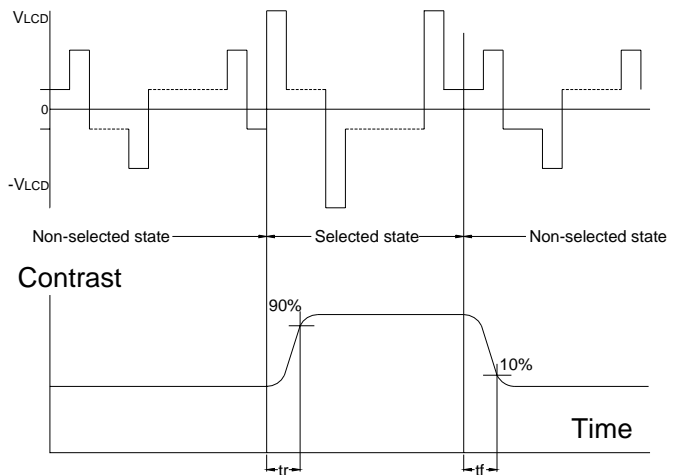 VLCD
0
-VLCD
Non-selected state
Selected state
Non-selected state
Contrast
90%
10%
Time
tr
tf